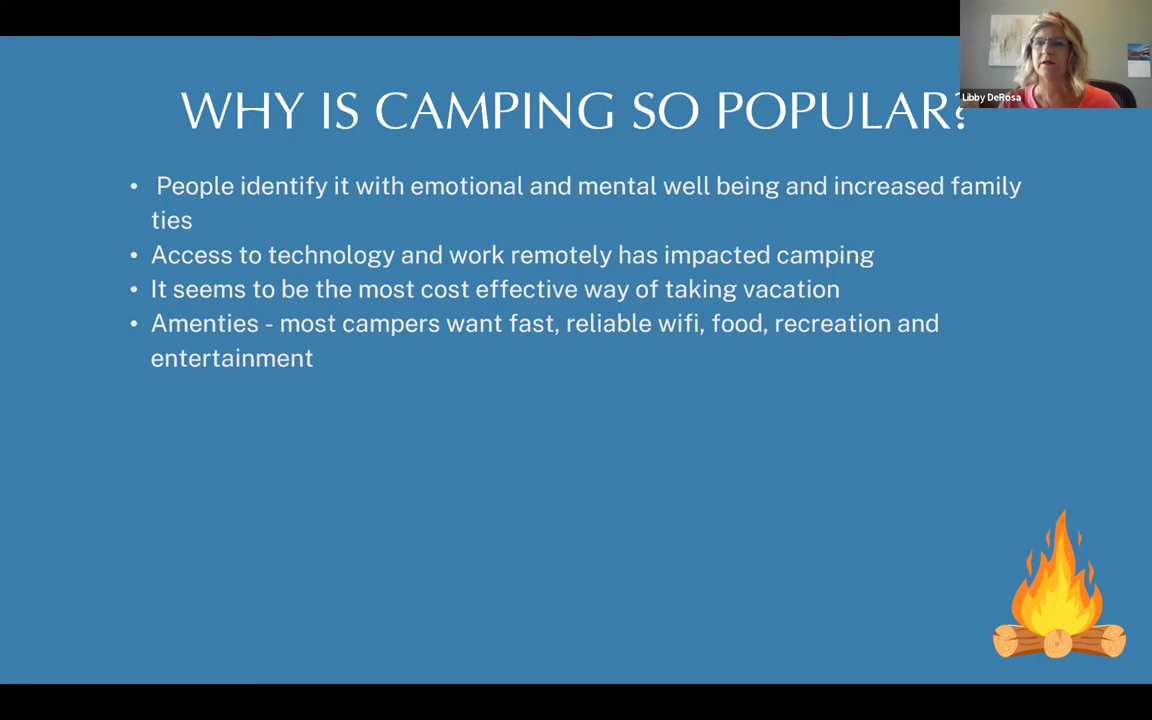 WHY IS CAMPING SO POPULAR?
Libby DeRosa
• People identify it with emotional and mental well being and increased family
ties
• Access to technology and work remotely has impacted camping
• It seems to be the most cost effective way of taking vacation
• Amenties - most campers want fast, reliable wifi, food, recreation and
entertainment